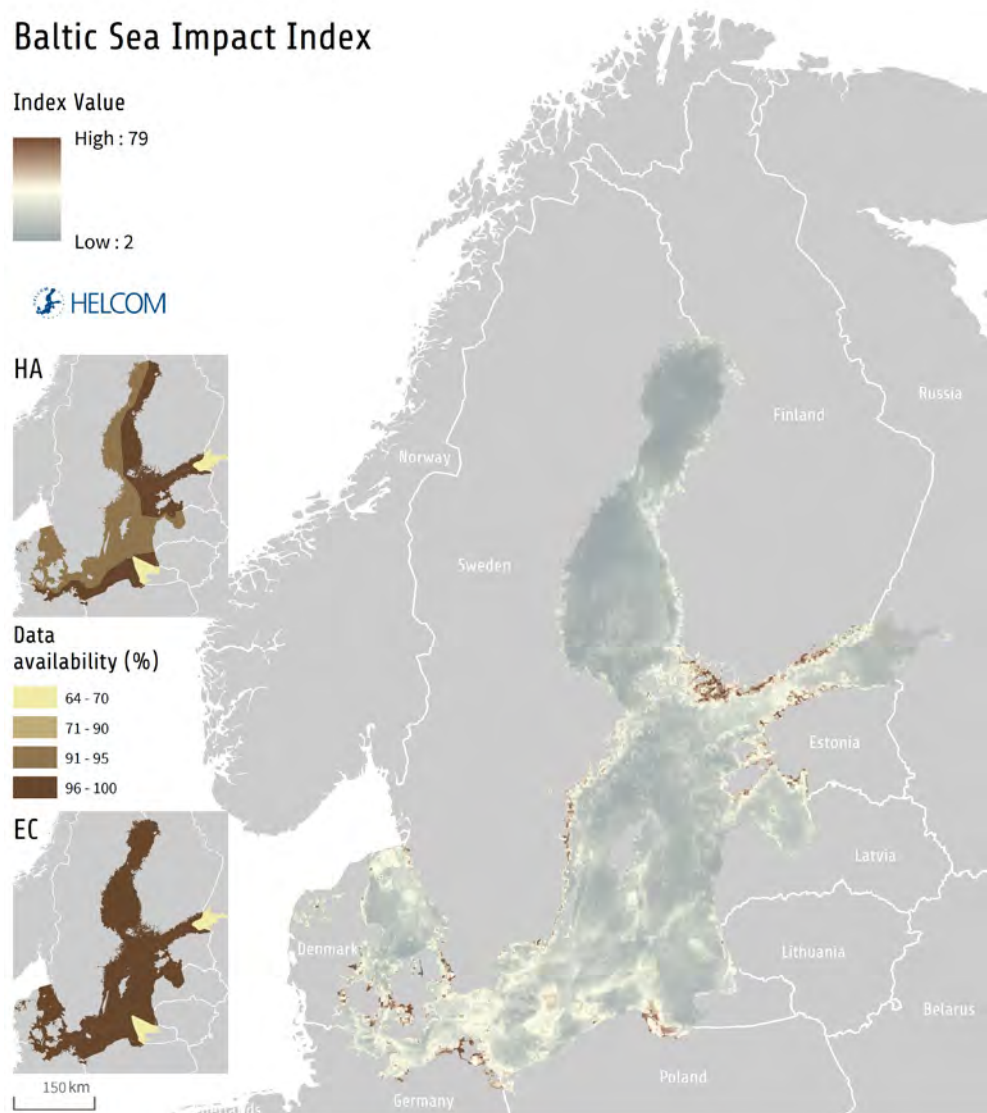 Baltic Sea Impact Index
Index Value
High : 79
Low : 2
HELCOM
HA
Data
availability (%)
64 - 70
71 - 90
91 - 95
96 - 100
EC
150 km
Norway
Sweden
Finland
Russia
Estonia
Latvia
Lithuania
Belarus
Denmark
Germany
Poland